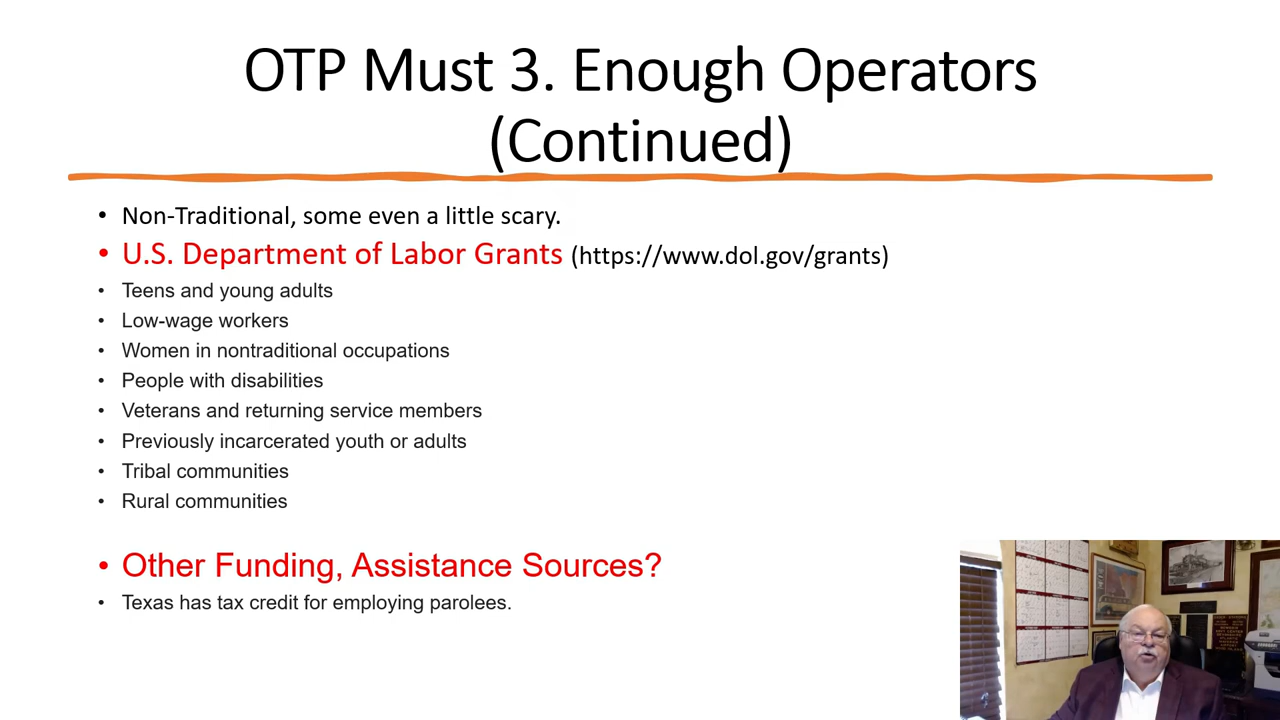 OTP Must 3. Enough Operators
(Continued)
• Non-Traditional, some even a little scary.
• U.S. Department of Labor Grants (https://www.dol.gov/grants)
• Teens and young adults
• Low-wage workers
• Women in nontraditional occupations
• People with disabilities
• Veterans and returning service members
• Previously incarcerated youth or adults
• Tribal communities
• Rural communities
• Other Funding, Assistance Sources?
• Texas has tax credit for employing parolees.